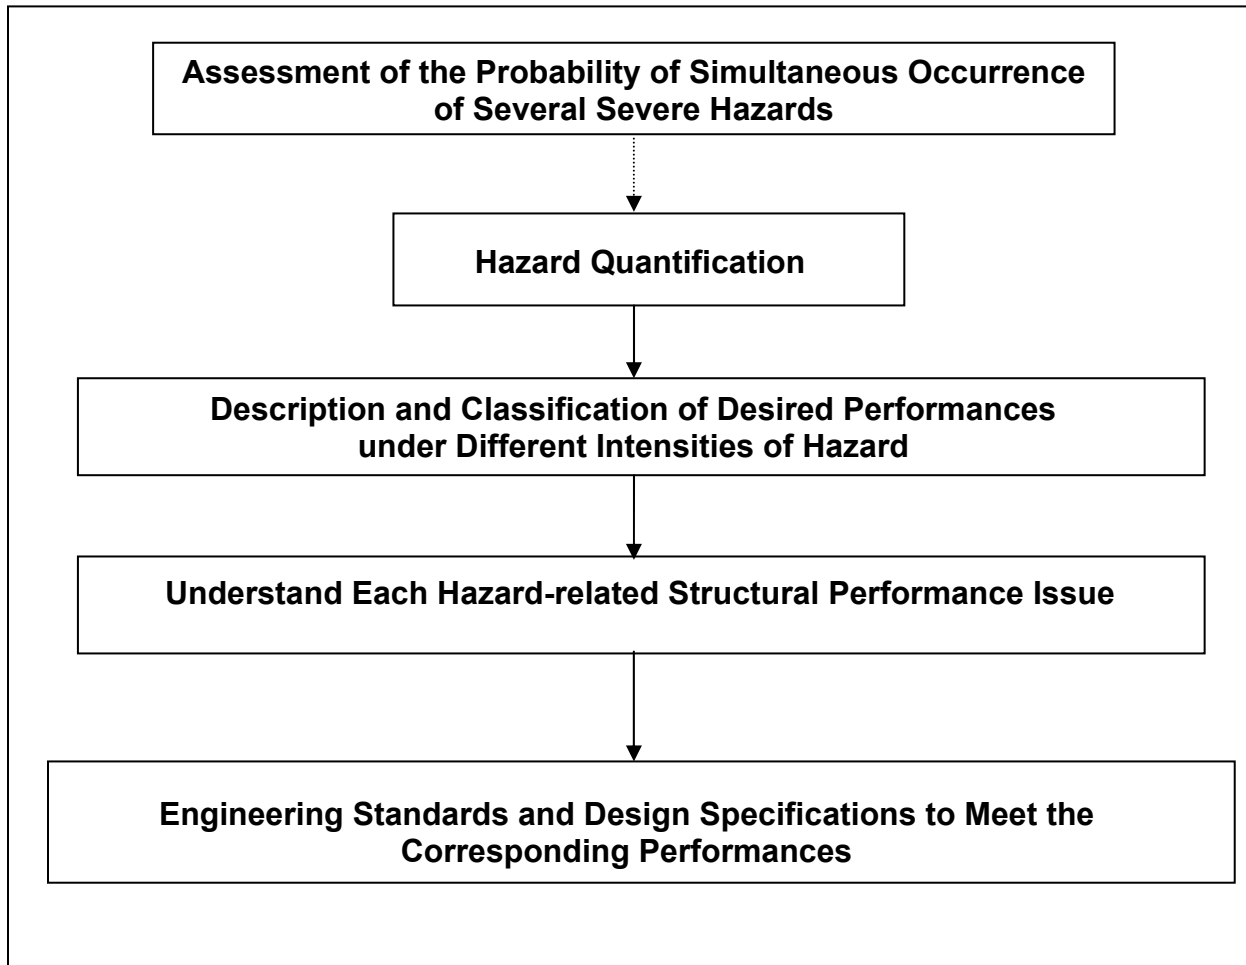 Assessment of the Probability of Simultaneous Occurrence
of Several Severe Hazards
Hazard Quantification
Description and Classification of Desired Performances
under Different Intensities of Hazard
Understand Each Hazard-related Structural Performance Issue
Engineering Standards and Design Specifications to Meet the
Corresponding Performances